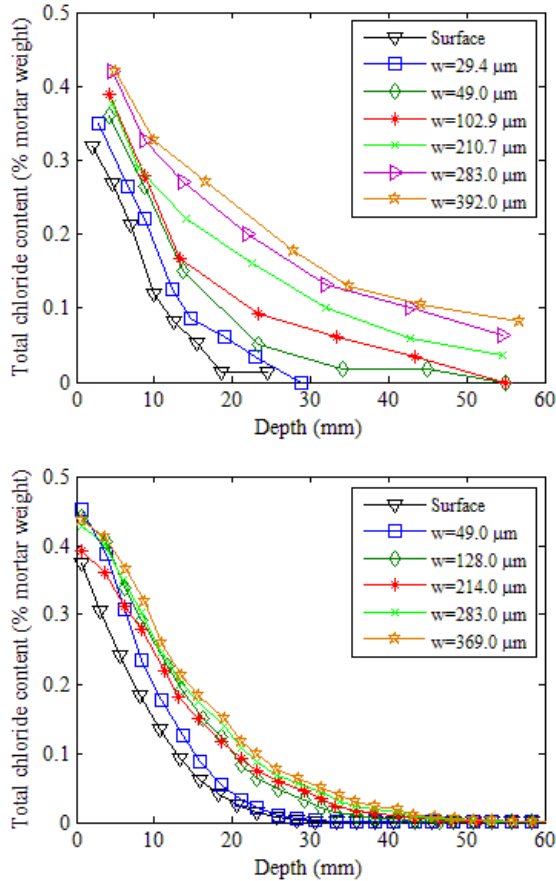 Total chloride content (% mortar weight)
0.5
0.4
0.3
0.2
0.1
0
0 10 20 30 40 50 60
Depth (mm)
Surface
w=29.4 μm
w=49.0 μm
w=102.9 μm
w=210.7 μm
w=283.0 μm
w=392.0 μm
Total chloride content (% mortar weight)
0.5
0.4
0.3
0.2
0.1
0
0 10 20 30 40 50 60
Depth (mm)
Surface
w=49.0 μm
w=128.0 μm
w=214.0 μm
w=283.0 μm
w=369.0 μm